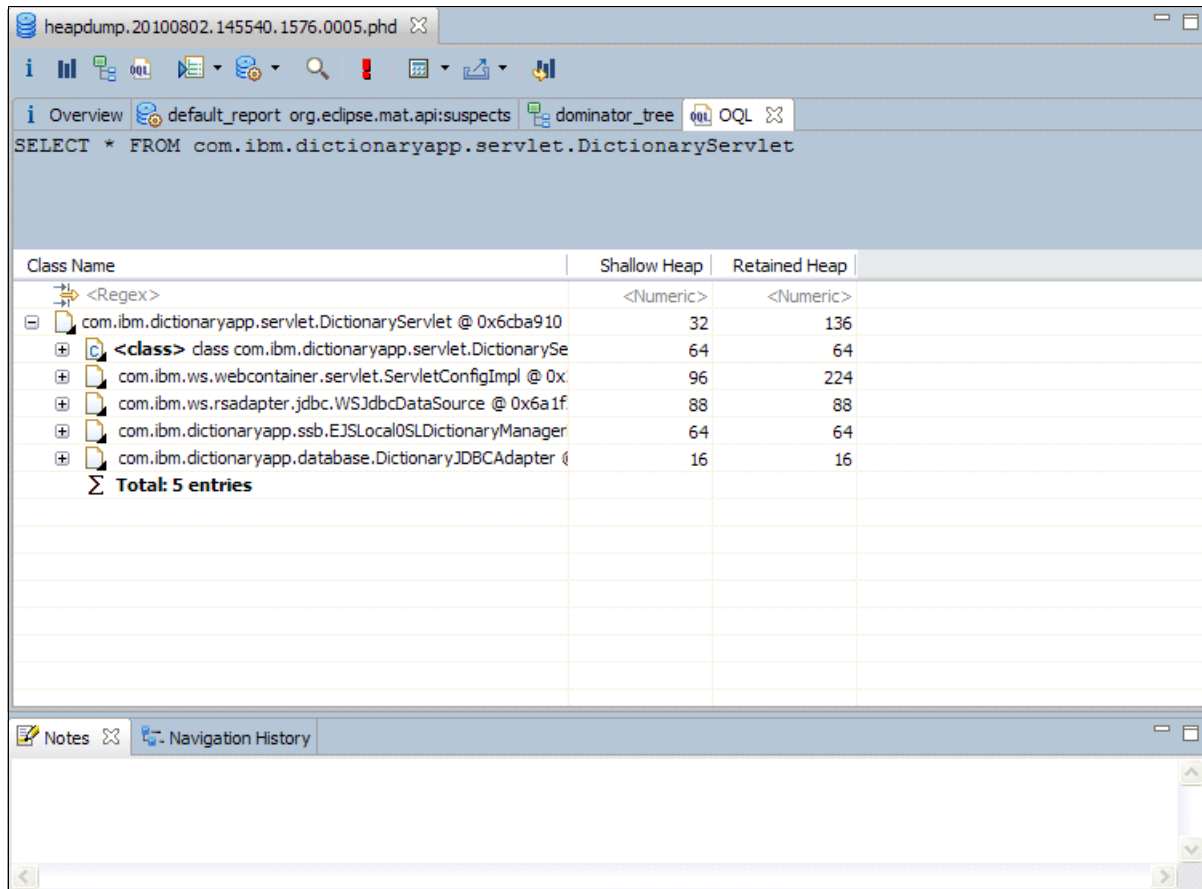 heapdump.20100802.145540.1576.0005.phd
i OQL
i Overview default_report org.eclipse.mat.api:suspects dominator_tree OQL OQL
SELECT * FROM com.ibm.dictionaryapp.servlet.DictionaryServlet
Class Name Shallow Heap Retained Heap
<Regex> <Numeric> <Numeric>
com.ibm.dictionaryapp.servlet.DictionaryServlet @ 0x6cba910 32 136
C <class> class com.ibm.dictionaryapp.servlet.DictionarySe 64 64
com.ibm.ws.webcontainer.servlet.ServletConfigImpl @ 0x 96 224
com.ibm.ws.rsadapter.jdbc.WSJdbcDataSource @ 0x6a1f 88 88
com.ibm.dictionaryapp.ssb.EJSLocal0SLDictionaryManager 64 64
com.ibm.dictionaryapp.database.DictionaryJDBCAdapter 16 16
Σ Total: 5 entries
Notes Navigation History